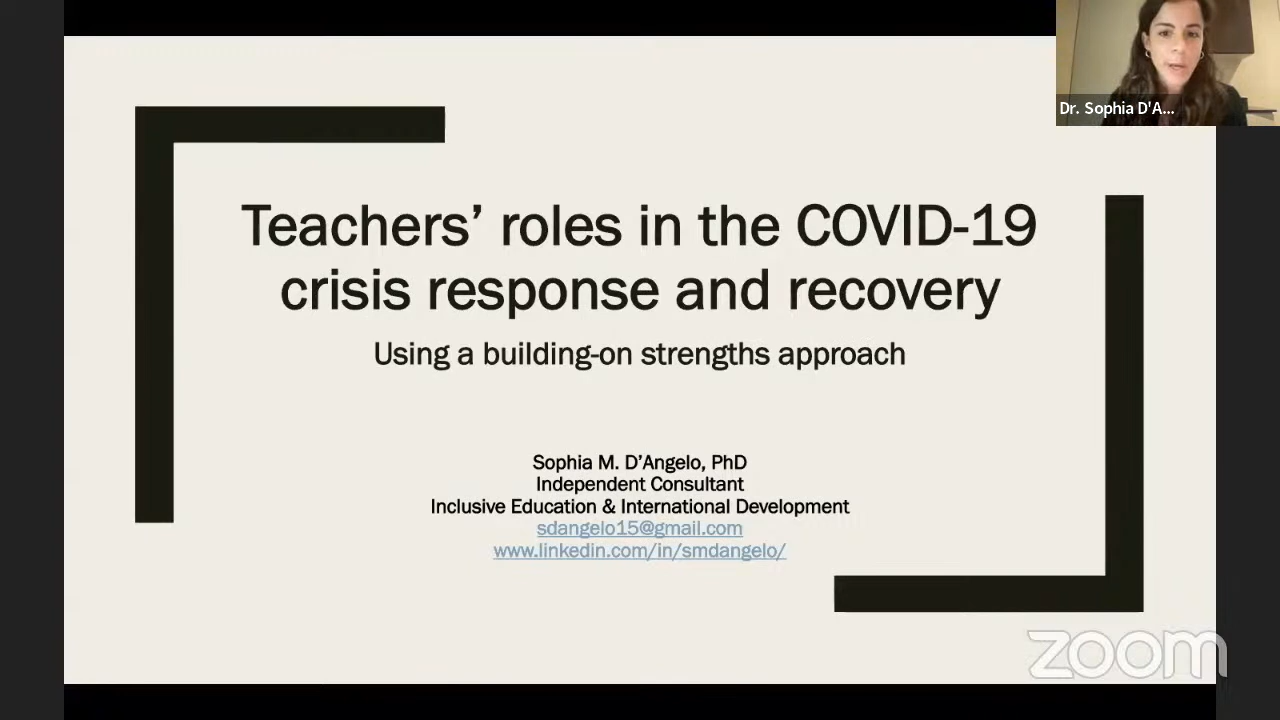 Dr. Sophia D'A...
Teachers’ roles in the COVID-19
crisis response and recovery
Using a building-on strengths approach
Sophia M. D’Angelo, PhD
Independent Consultant
Inclusive Education & International Development
sdangelo15@gmail.com
www.linkedin.com/in/smdangelo/
zoom